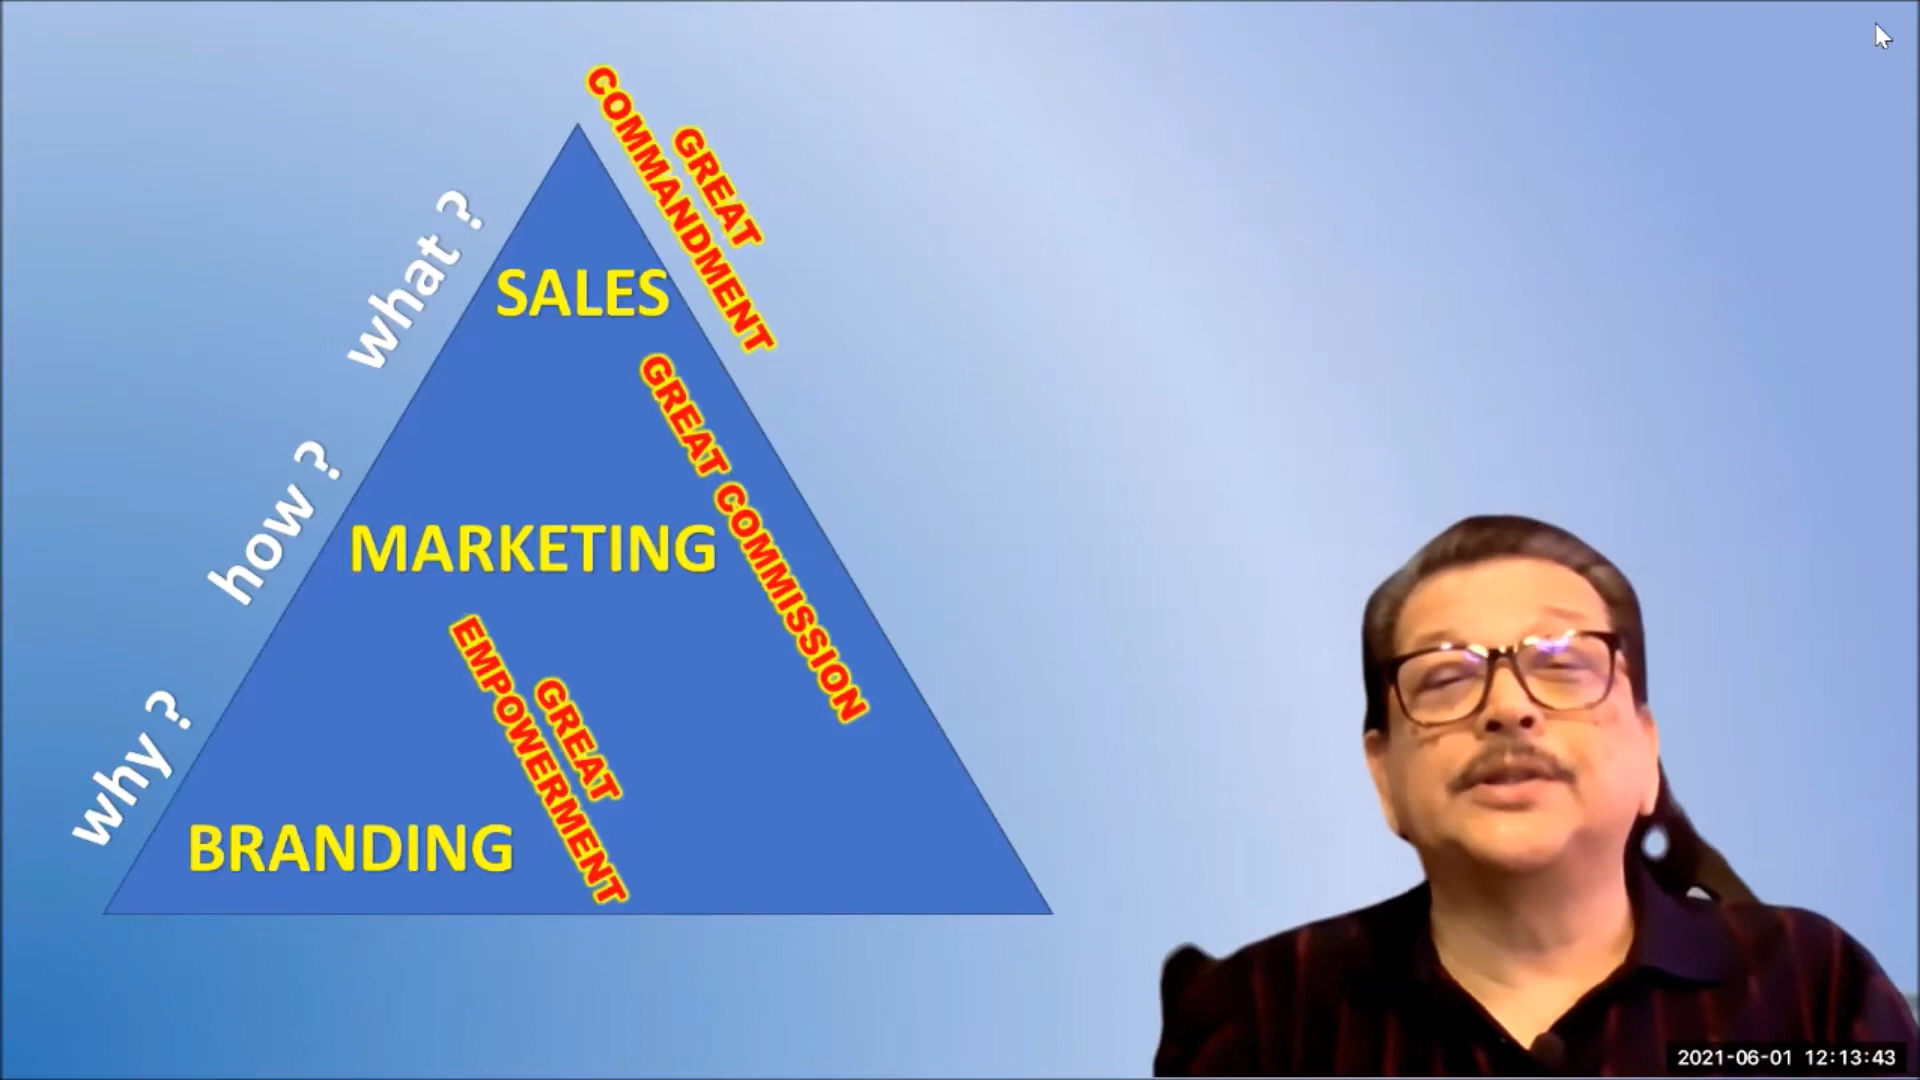 GREAT
COMMANDMENT
what ?
SALES
GREAT COMMISSION
how ?
MARKETING
GREAT
EMPOWERMENT
why ?
BRANDING
2021-06-01 12:13:43